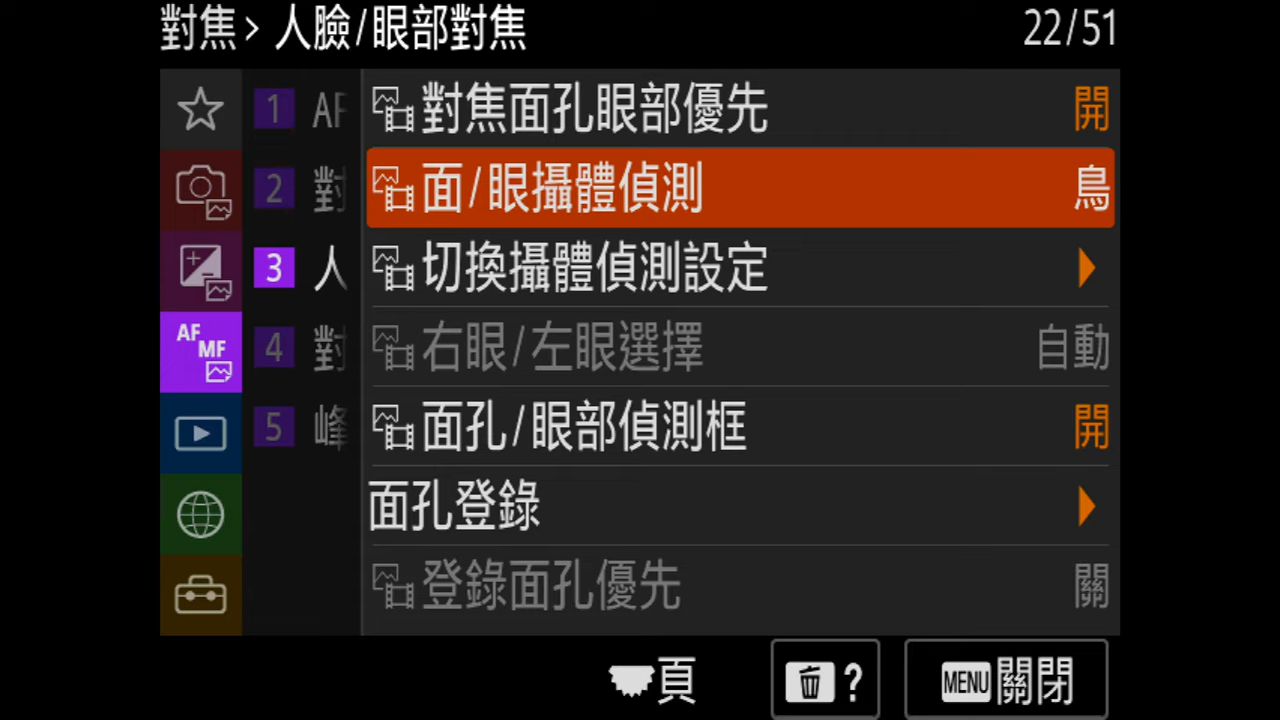 對焦> 人臉/眼部對焦 22/51
1 AF
2 對
3 人
4 對
5 峰
對焦面孔眼部優先 開
面/眼攝體偵測 鳥
切換攝體偵測設定
右眼/左眼選擇 自動
面孔/眼部偵測框 開
面孔登錄
登錄面孔優先 關
AF MF
頁 ? MENU 關閉